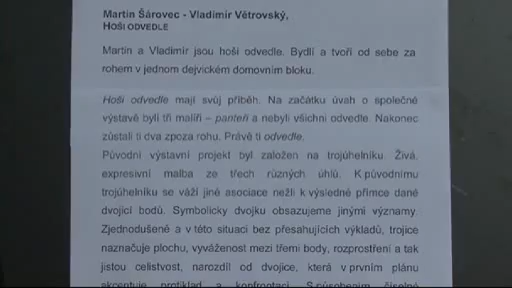 Martin Šárovec - Vladimír Větrovský,
HOŠI ODVEDLE
Martin a Vladimír jsou hoši odvedle. Bydlí a tvoří od sebe za
rohem v jednom dejvickém domovním bloku.
Hoši odvedle mají svůj příběh. Na začátku úvah o společné
výstavě byli tři malíři – panteři a nebyli všichni odvedle. Nakonec
zůstali ti dva zpoza rohu. Právě ti odvedle.
Původní výstavní projekt byl založen na trojúhelníku. Živá,
expresivní malba ze třech různých úhlů. K původnímu
trojúhelníku se váží jiné asociace nežli k výsledné přímce dané
dvojicí bodů. Symbolicky dvojku obsazujeme jinými významy.
Zjednodušeně a v této situaci bez přesahujících výkladů, trojice
naznačuje plochu, vyváženost mezi třemi body, rozprostření a tak
jistou celistvost, narozdíl od dvojice, která v prvním plánu
akcentuje protiklad a konfrontaci. S působením číselné